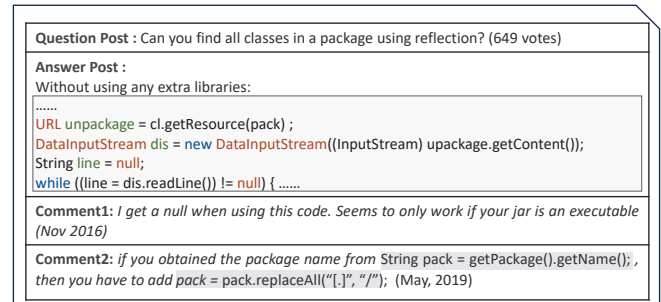 Question Post : Can you find all classes in a package using reflection? (649 votes)
Answer Post :
Without using any extra libraries:
......
URL unpackage = cl.getResource(pack) ;
DataInputStream dis = new DataInputStream((InputStream) upackage.getContent());
String line = null;
while ((line = dis.readLine()) != null) { ......
Comment1: I get a null when using this code. Seems to only work if your jar is an executable
(Nov 2016)
Comment2: if you obtained the package name from String pack = getPackage().getName(); ,
then you have to add pack = pack.replaceAll(“[.]”, “/”); (May, 2019)